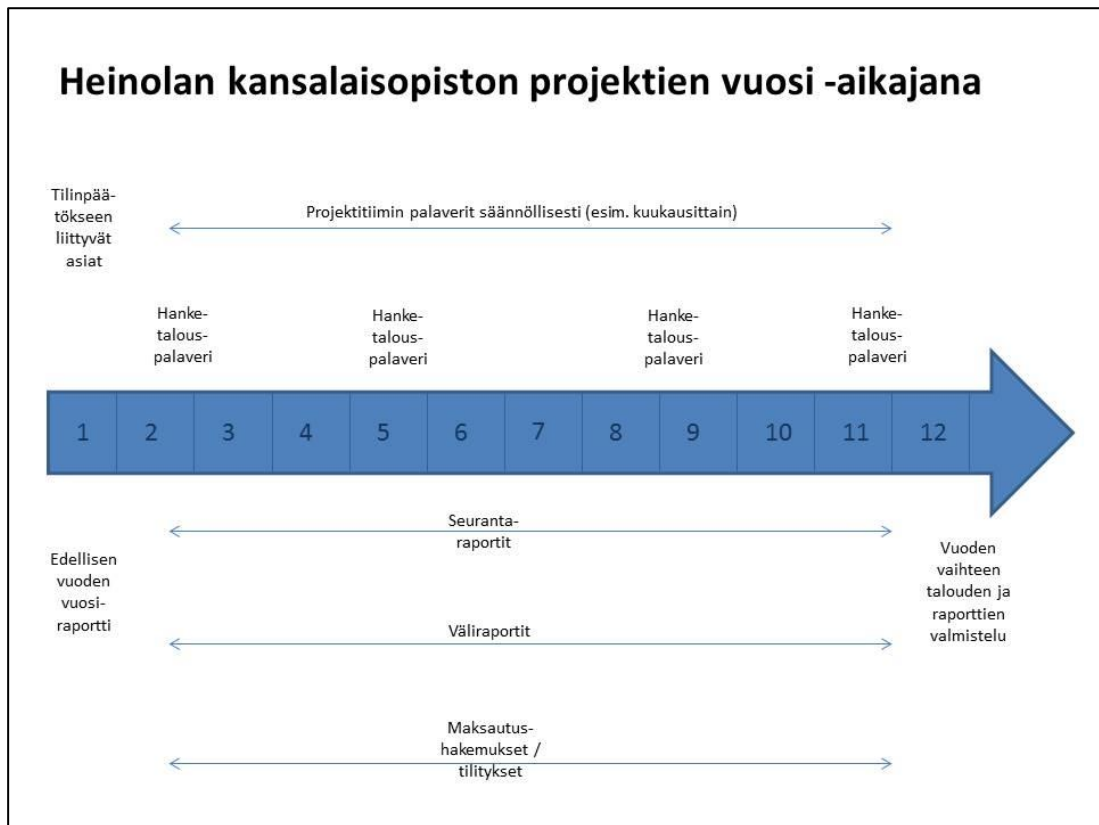 Heinolan kansalaisopiston projektien vuosi -aikajana
Tilinpää-
tökseen
liittyvät
asiat
Projektitiimin palaverit säännöllisesti (esim. kuukausittain)
Hanke-
talous-
palaveri
Hanke-
talous-
palaveri
Hanke-
talous-
palaveri
Hanke-
talous-
palaveri
1 2 3 4 5 6 7 8 9 10 11 12
Edellisen
vuoden
vuosi-
raportti
Seuranta-
raportit
Väliraportit
Maksautus-
hakemukset /
tilitykset
Vuoden
vaihteen
talouden ja
raporttien
valmistelu